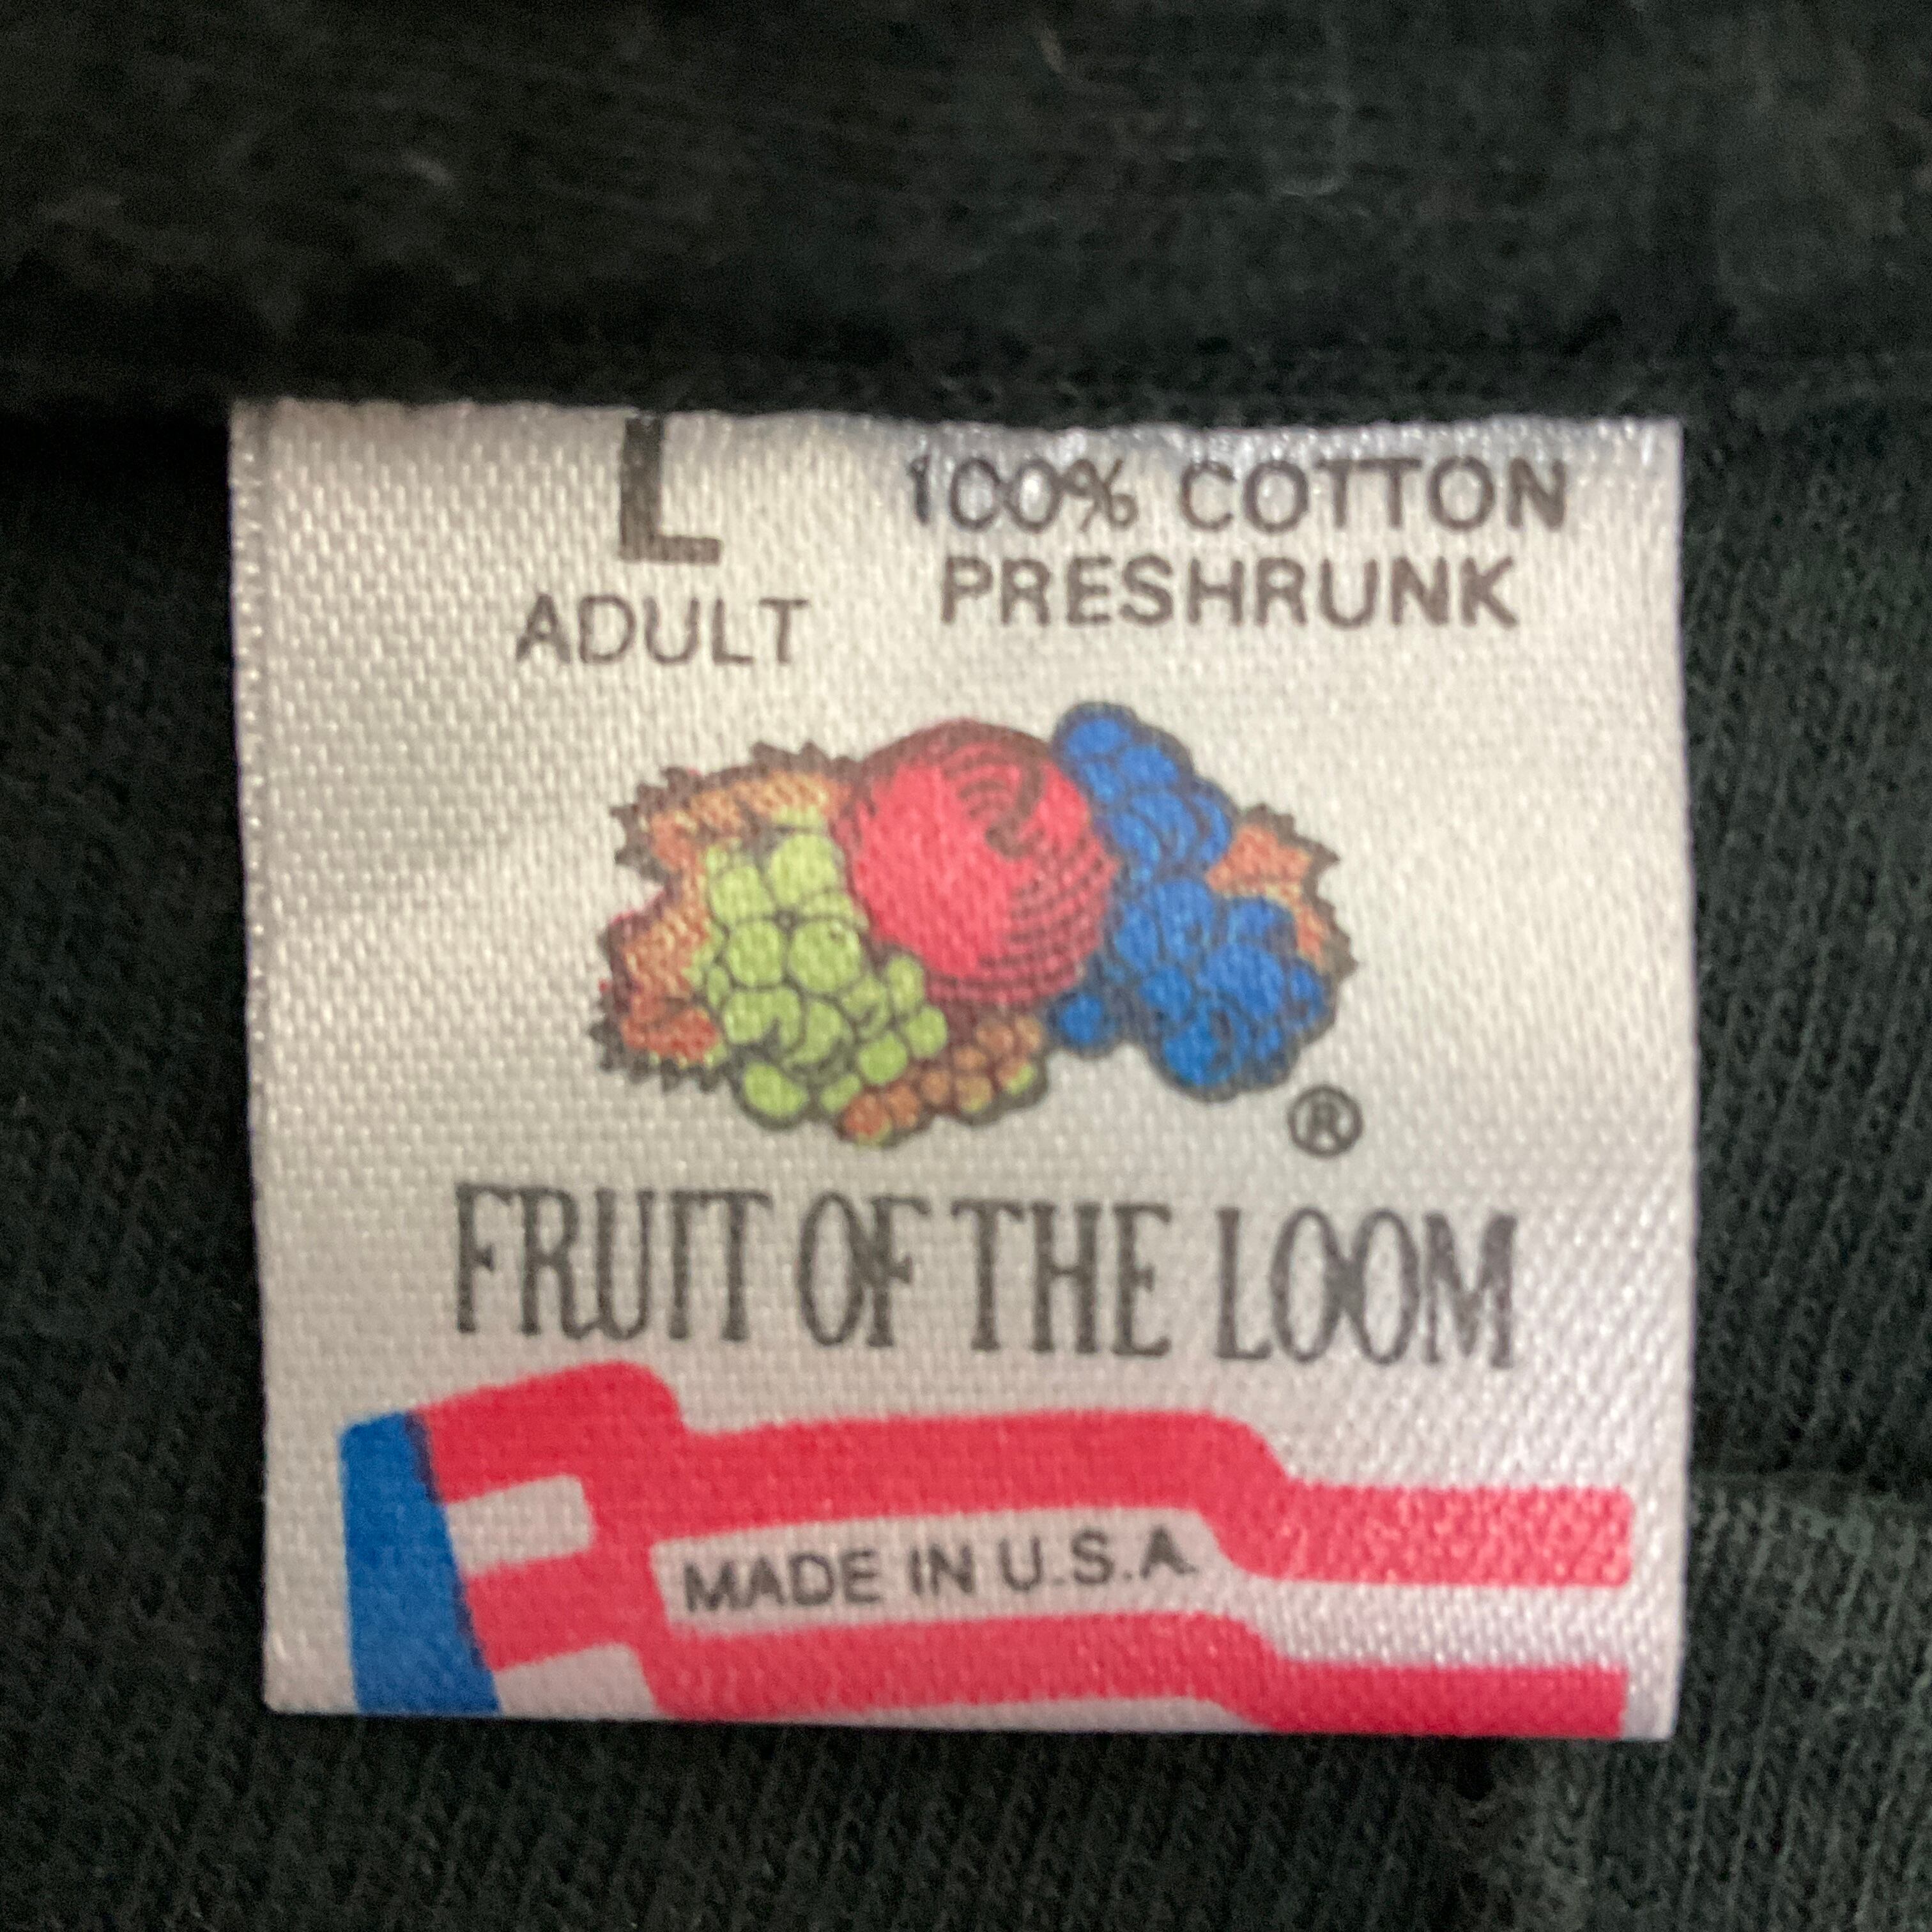 L
ADULT
100% COTTON
PRESHRUNK
®
FRUIT OF THE LOOM
MADE IN U.S.A.